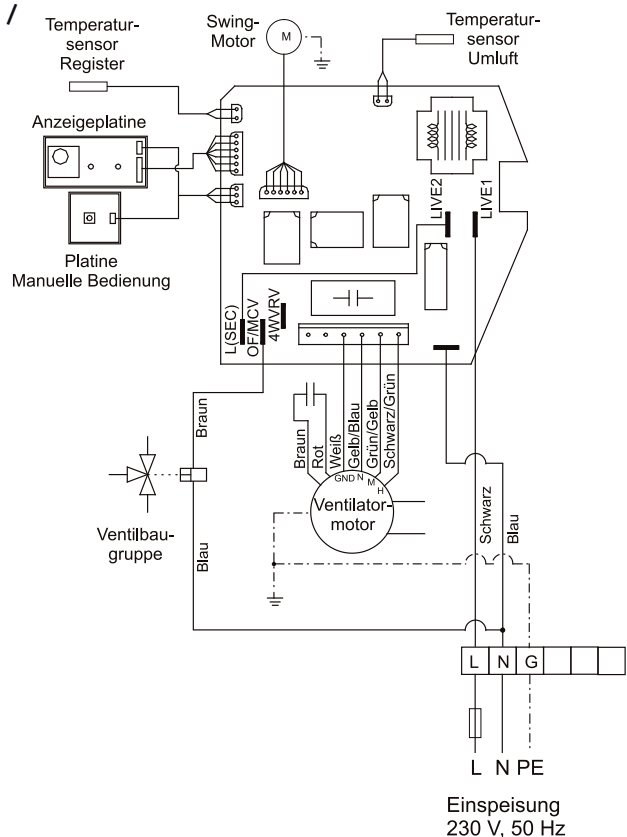 /
Temperatur-
sensor
Register
Swing-
Motor
M
Temperatur-
sensor
Umluft
Anzeigeplatine
Platine
Manuelle Bedienung
LIVE2
LIVE1
L(SEC)
OF/MCV
4WVRV
Braun
Blau
Ventilbau-
gruppe
Braun
Rot
Weiß
Gelb/Blau
Grün/Gelb
Schwarz/Grün
GND N M H
Ventilator-
motor
Schwarz
Blau
L N G
L N PE
Einspeisung
230 V, 50 Hz